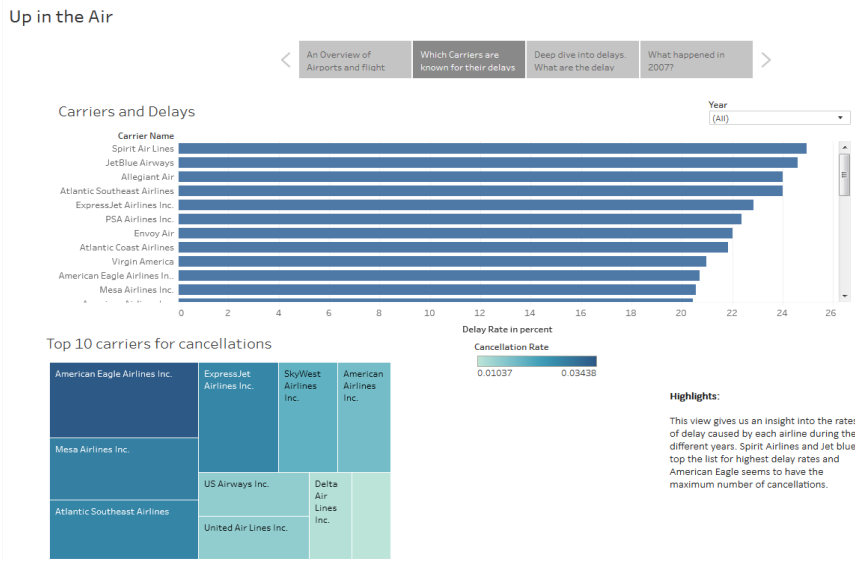 Up in the Air
An Overview of
Airports and flight
Which Carriers are
known for their delays
Deep dive into delays.
What are the delay
What happened in
2007?
Carriers and Delays
Year
(All)
Carrier Name
Spirit Air Lines
JetBlue Airways
Allegiant Air
Atlantic Southeast Airlines
ExpressJet Airlines Inc.
PSA Airlines Inc.
Envoy Air
Atlantic Coast Airlines
Virgin America
American Eagle Airlines In..
Mesa Airlines Inc.
0 2 4 6 8 10 12 14 16 18 20 22 24 26
Delay Rate in percent
Top 10 carriers for cancellations
Cancellation Rate
0.01037 0.03438
American Eagle Airlines Inc.
Mesa Airlines Inc.
Atlantic Southeast Airlines
ExpressJet
Airlines Inc.
SkyWest
Airlines
Inc.
American
Airlines
Inc.
US Airways Inc.
United Air Lines Inc.
Delta
Air
Lines
Inc.
Highlights:
This view gives us an insight into the rates
of delay caused by each airline during the
different years. Spirit Airlines and Jet blue
top the list for highest delay rates and
American Eagle seems to have the
maximum number of cancellations.